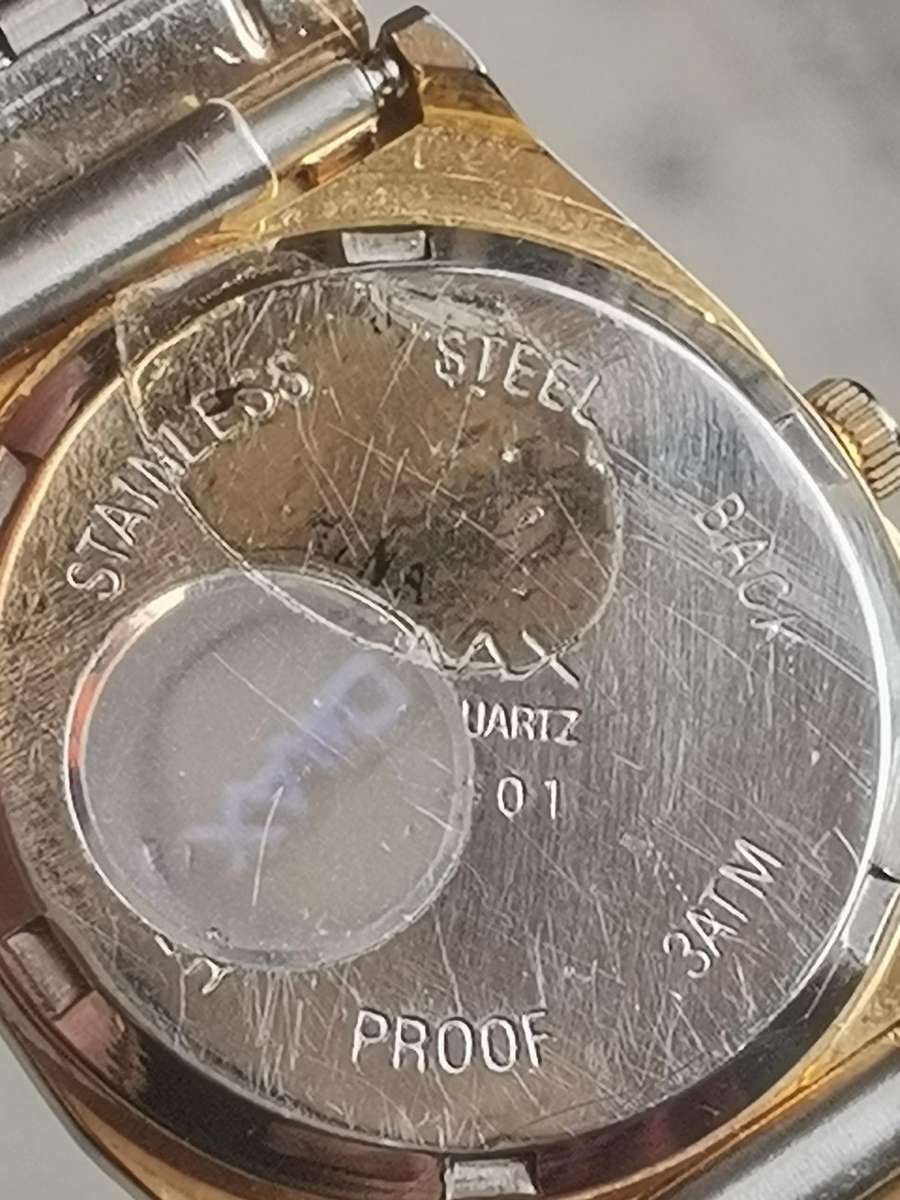 STAINLESS STEEL BACK
UARTZ
01
3ATM
PROOF